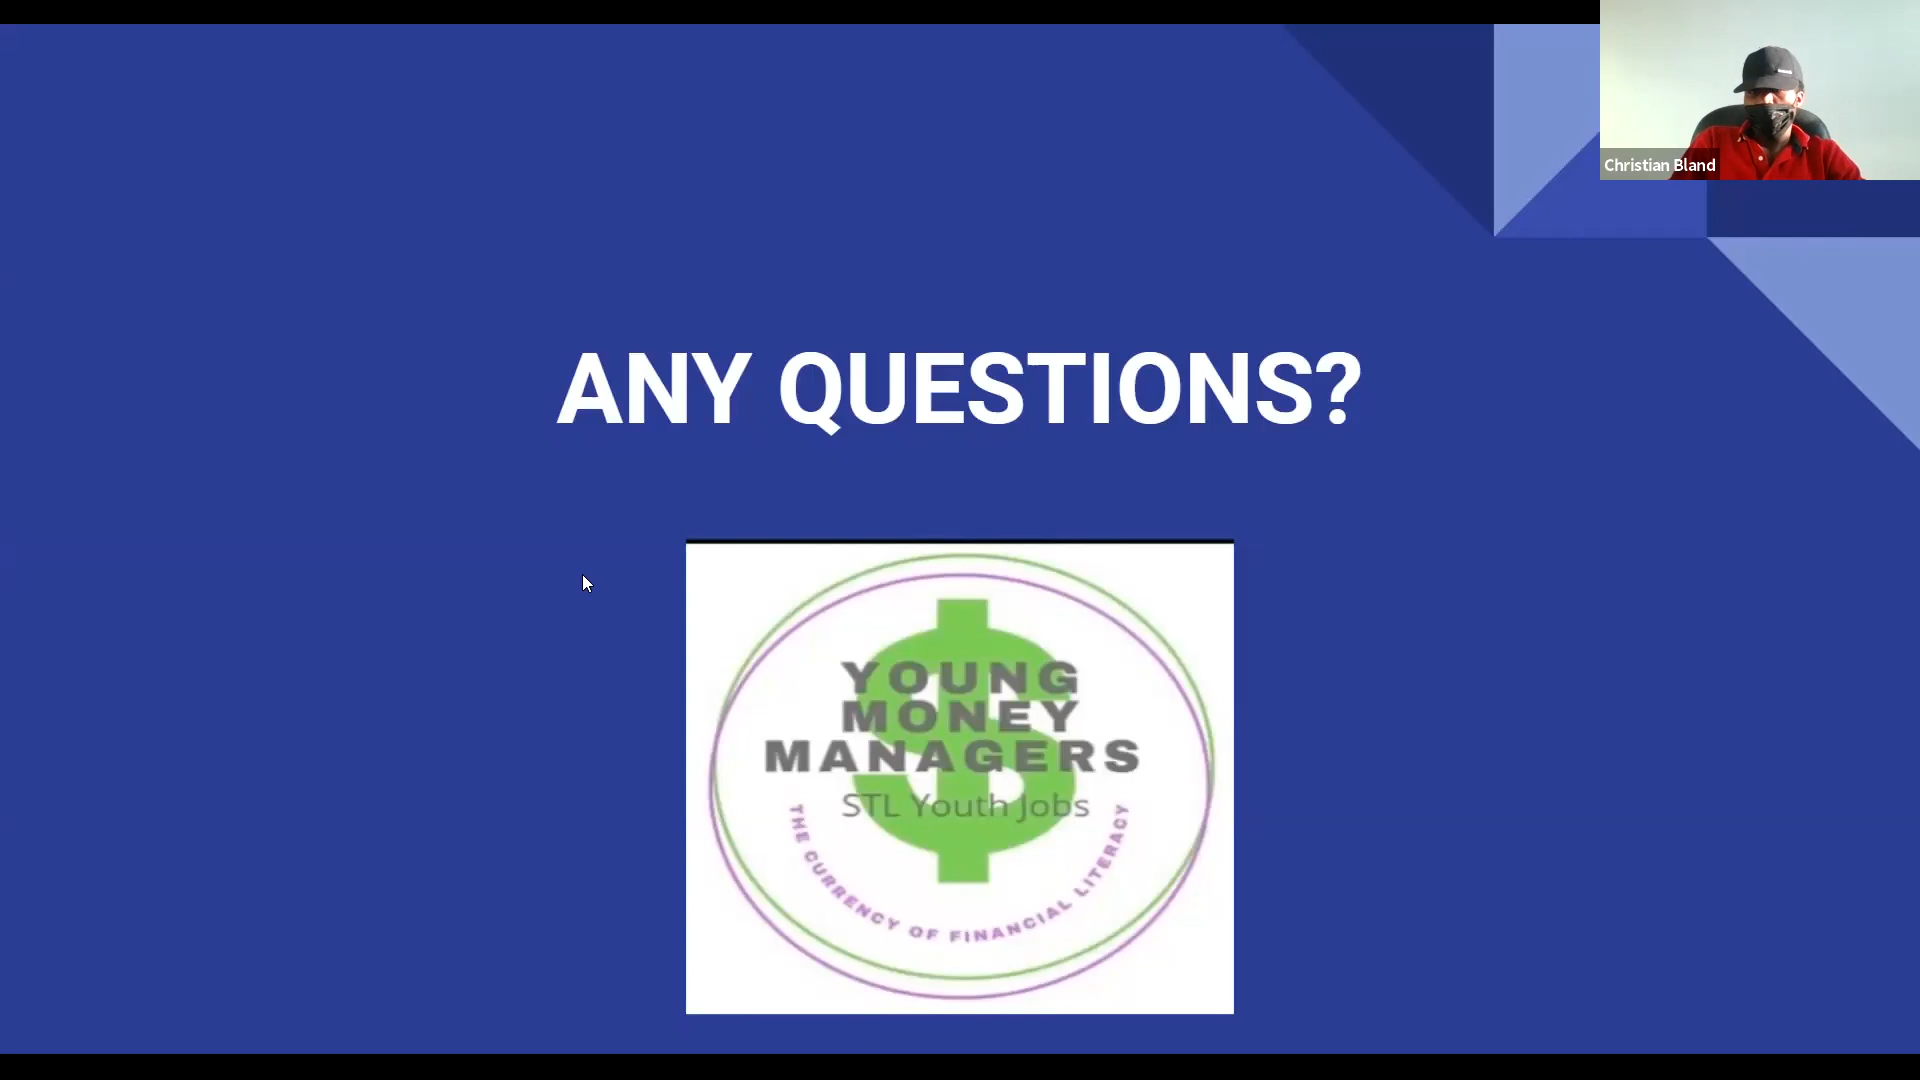 Christian Bland
ANY QUESTIONS?
YOUNG
MONEY
MANAGERS
STL Youth Jobs
THE CURRENCY OF FINANCIAL LITERACY